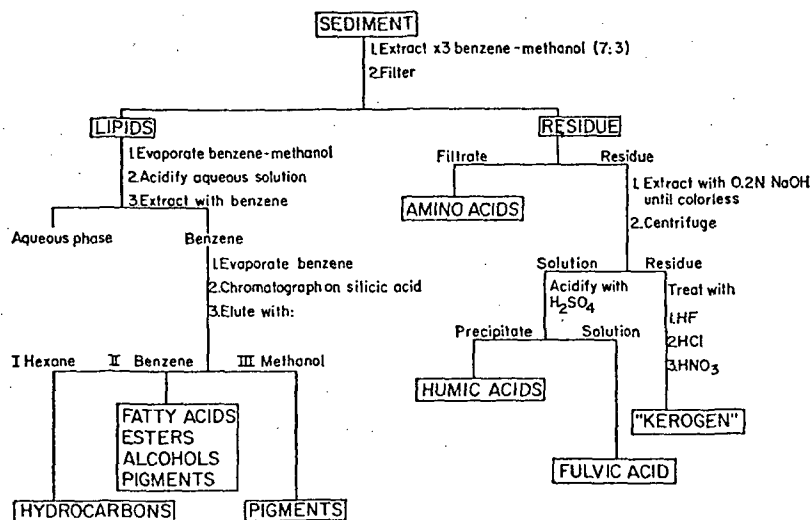 SEDIMENT
1.Extract x3 benzene-methanol (7:3)
2.Filter
LIPIDS
RESIDUE
1.Evaporate benzene-methanol
2.Acidify aqueous solution
3.Extract with benzene
Filtrate
Residue
AMINO ACIDS
1. Extract with 0.2N NaOH
until colorless
2.Centrifuge
Aqueous phase
Benzene
1.Evaporate benzene
2.Chromatograph on silicic acid
3.Elute with:
Solution
Residue
Acidify with
H2SO4
Treat with
1.HF
2.HCl
3.HNO3
Precipitate
Solution
I Hexane
II Benzene
III Methanol
HUMIC ACIDS
"KEROGEN"
FATTY ACIDS
ESTERS
ALCOHOLS
PIGMENTS
FULVIC ACID
HYDROCARBONS
PIGMENTS